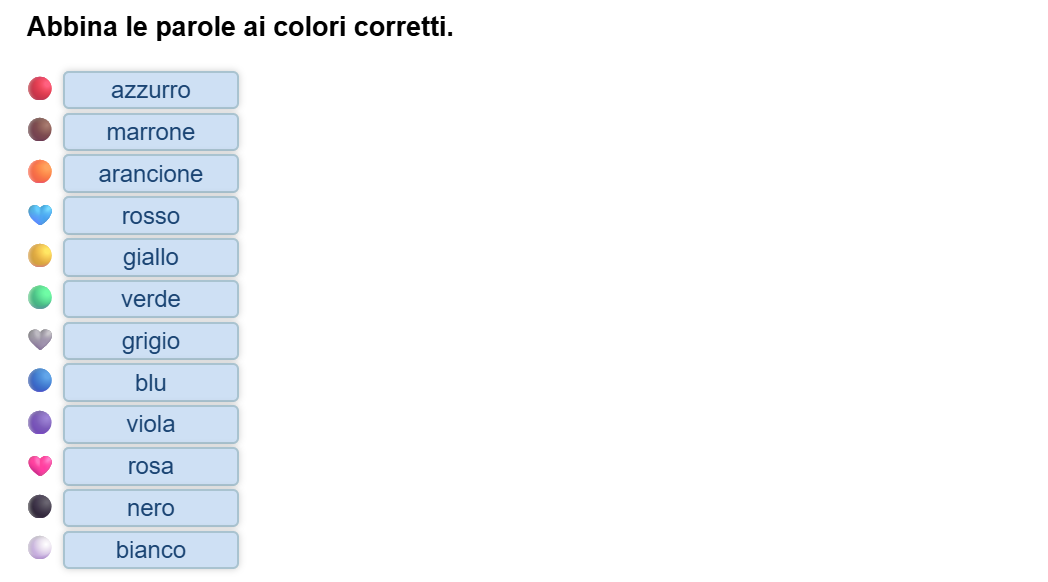 Abbina le parole ai colori corretti.
azzurro
marrone
arancione
rosso
giallo
verde
grigio
blu
viola
rosa
nero
bianco